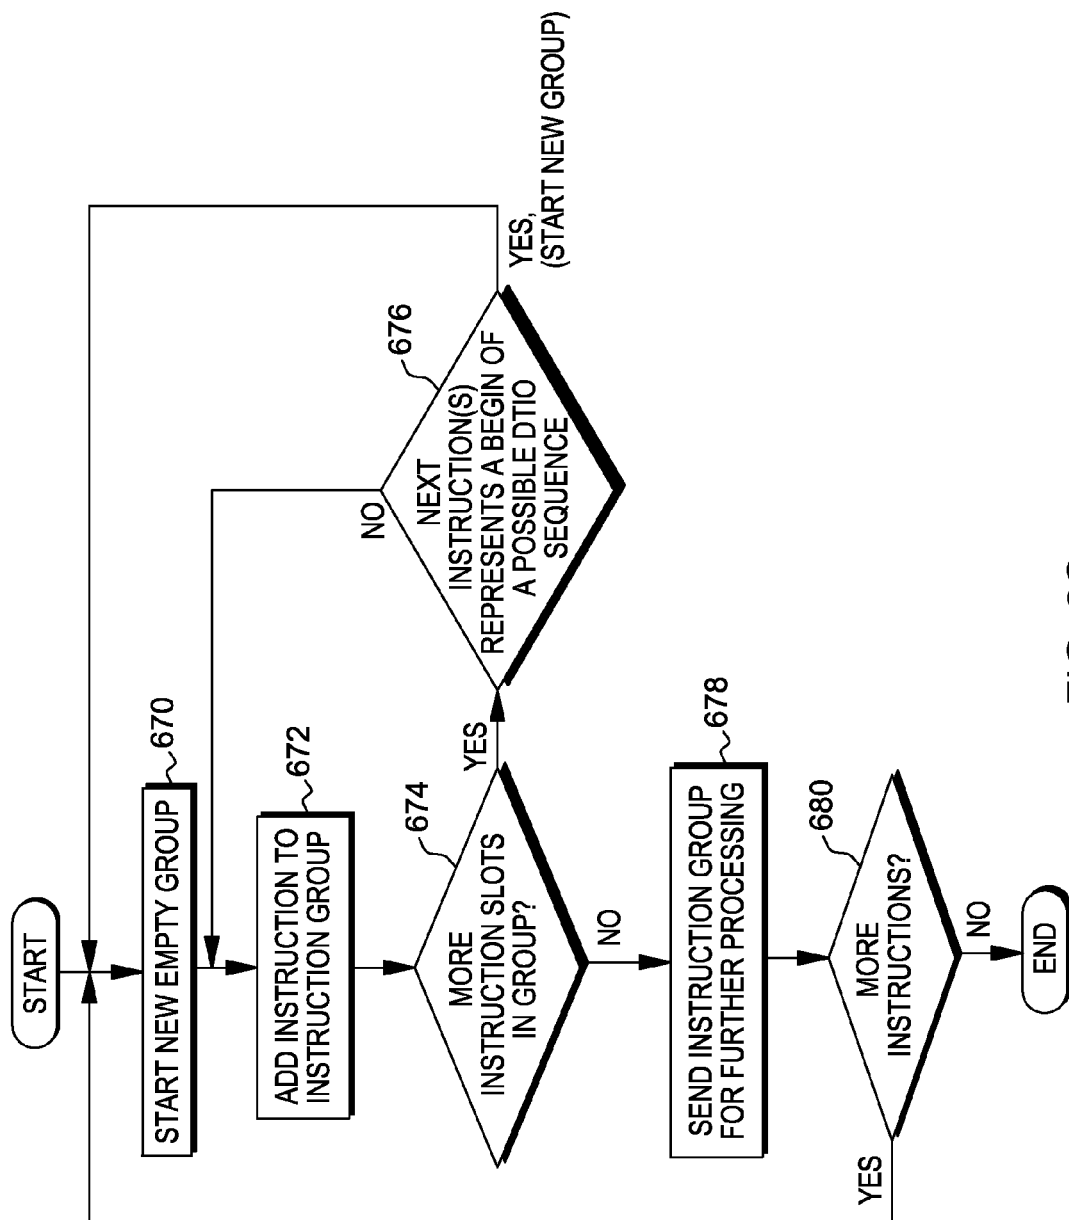 START
START NEW EMPTY GROUP
670
ADD INSTRUCTION TO
INSTRUCTION GROUP
672
MORE
INSTRUCTION SLOTS
IN GROUP?
674
YES
NO
NEXT
INSTRUCTION(S)
REPRESENTS A BEGIN OF
A POSSIBLE DTIO
SEQUENCE
676
NO
YES,
(START NEW GROUP)
SEND INSTRUCTION GROUP
FOR FURTHER PROCESSING
678
MORE
INSTRUCTIONS?
680
YES
NO
END